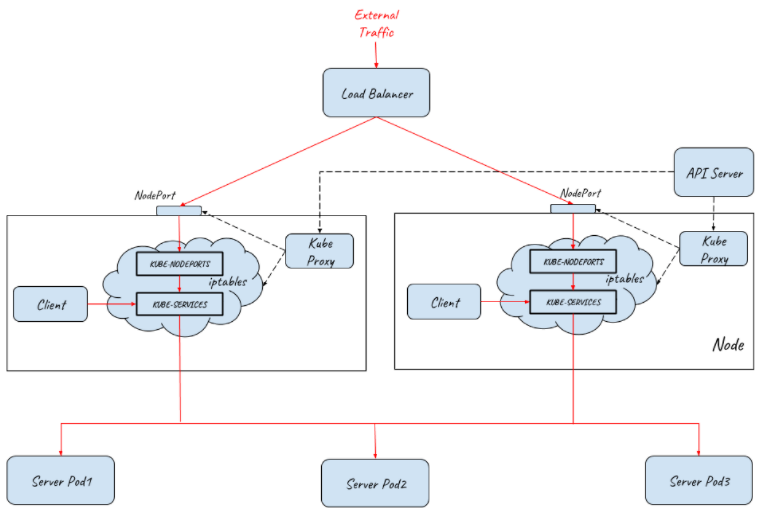 External
Traffic
Load Balancer
API Server
NodePort
NodePort
Kube
Proxy
Kube
Proxy
KUBE-NODEPORTS
KUBE-NODEPORTS
iptables
iptables
Client
KUBE-SERVICES
Client
KUBE-SERVICES
Node
Server Pod1
Server Pod2
Server Pod3